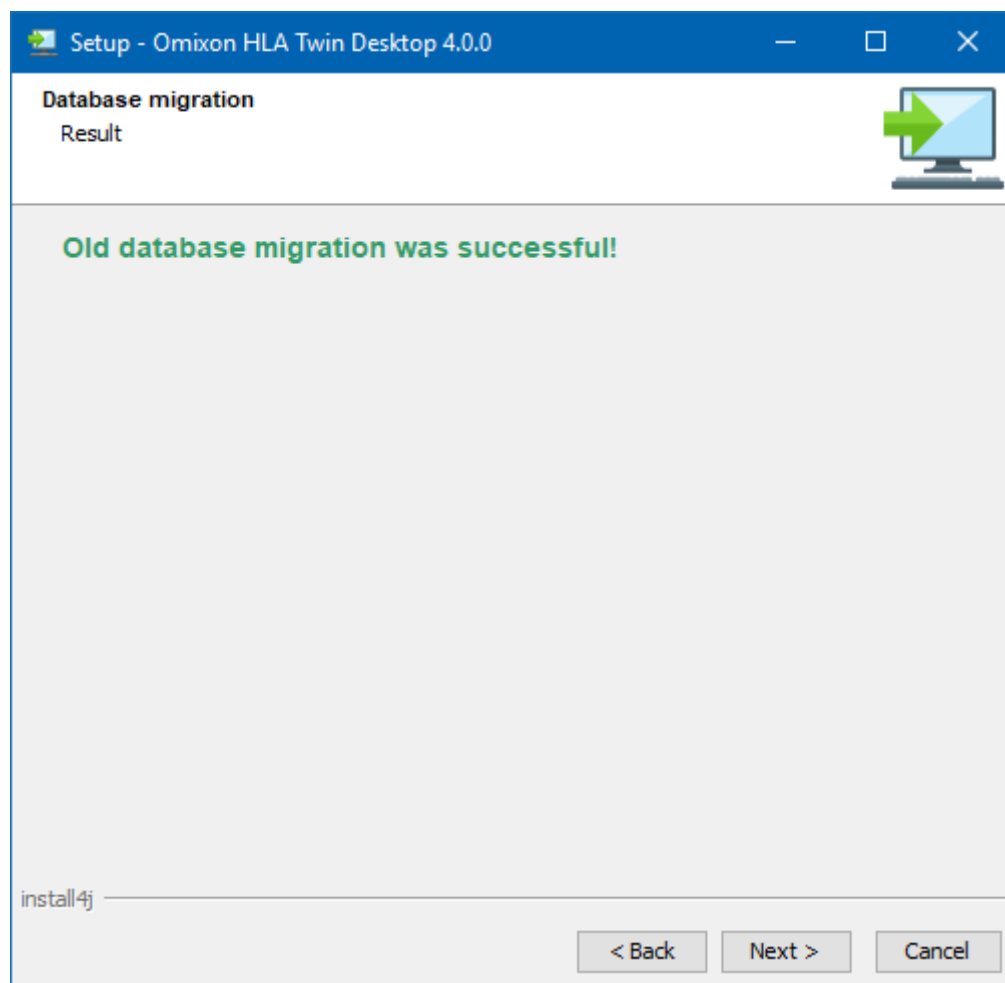 Setup - Omixon HLA Twin Desktop 4.0.0
Database migration
Result
Old database migration was successful!
install4j
< Back Next > Cancel